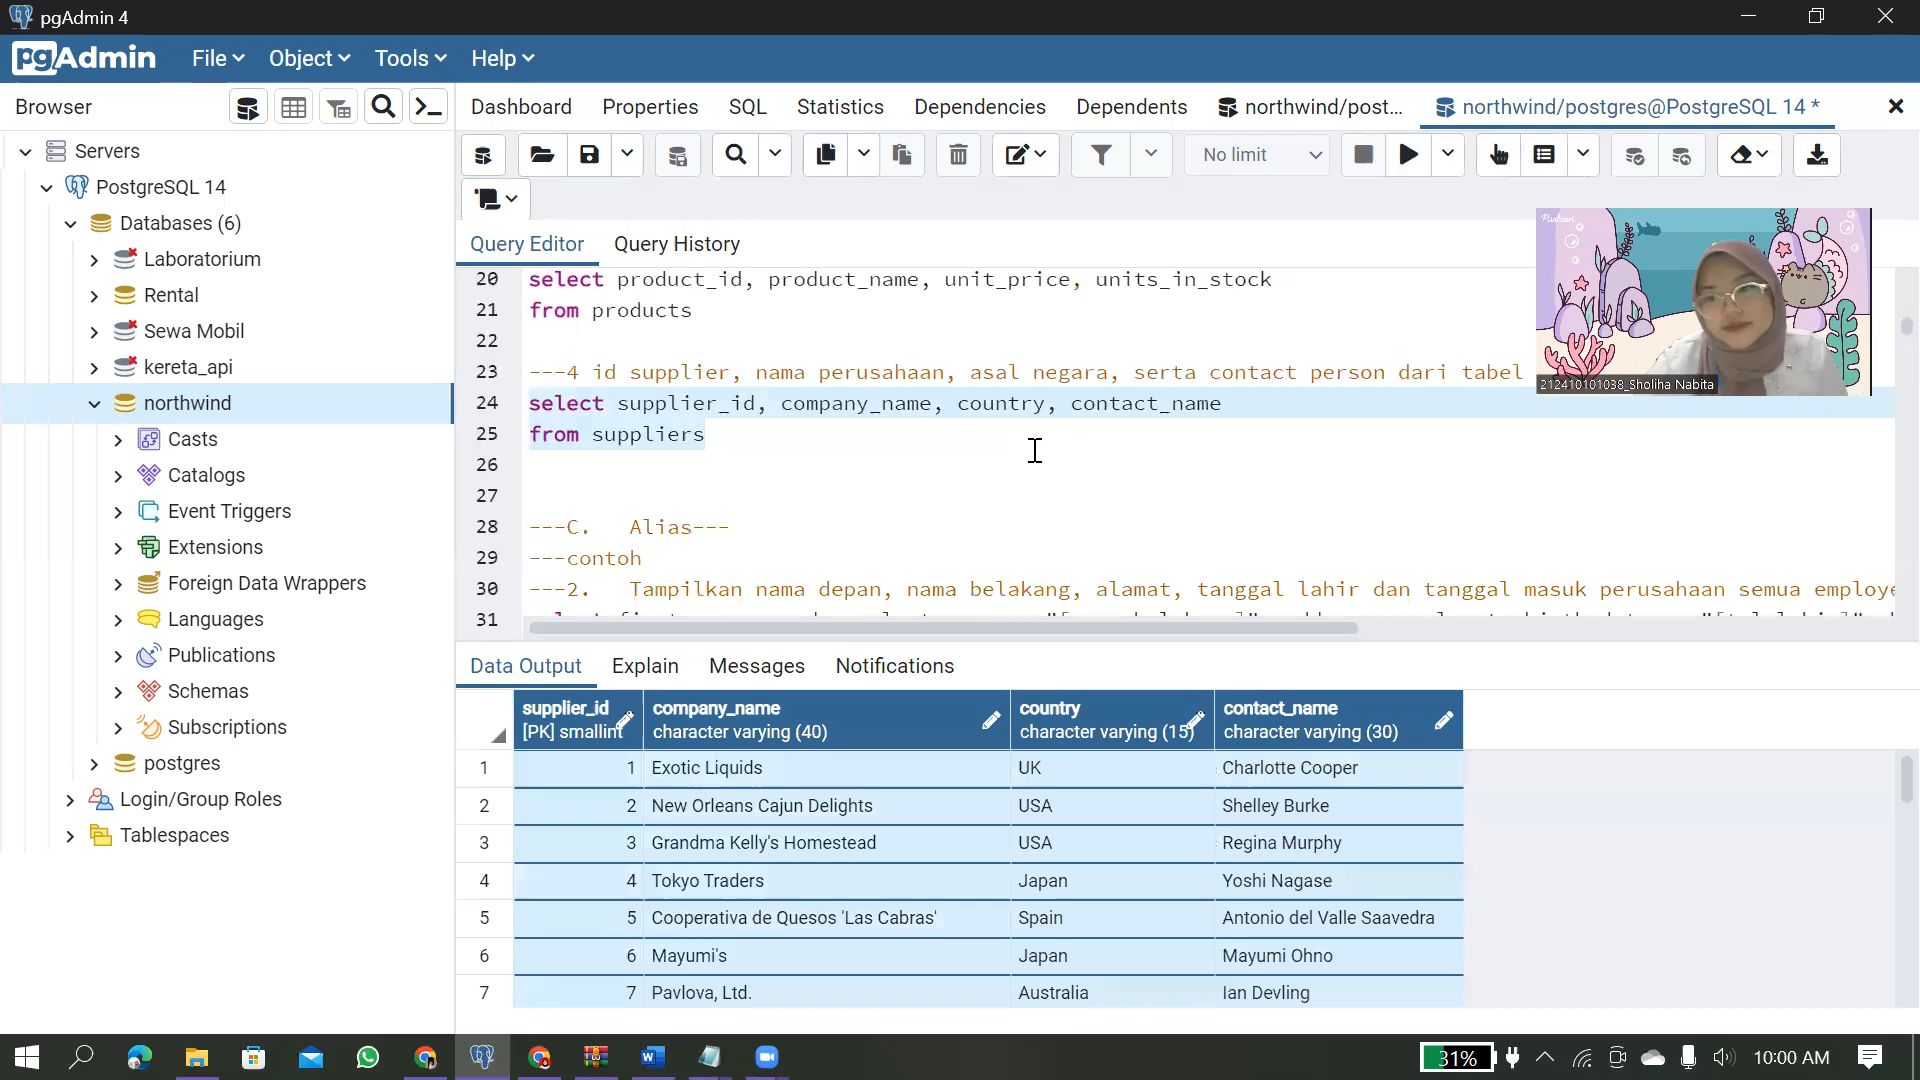 pgAdmin 4
pgAdmin File Object Tools Help
Browser
Dashboard Properties SQL Statistics Dependencies Dependents northwind/post... northwind/postgres@PostgreSQL 14 *
No limit
Servers
PostgreSQL 14
Databases (6)
Laboratorium
Rental
Sewa Mobil
kereta_api
northwind
Casts
Catalogs
Event Triggers
Extensions
Foreign Data Wrappers
Languages
Publications
Schemas
Subscriptions
postgres
Login/Group Roles
Tablespaces
Query Editor Query History
20 select product_id, product_name, unit_price, units_in_stock
21 from products
22
23 ---4 id supplier, nama perusahaan, asal negara, serta contact person dari tabel
24 select supplier_id, company_name, country, contact_name
25 from suppliers
26
27
28 ---C. Alias---
29 ---contoh
30 ---2. Tampilkan nama depan, nama belakang, alamat, tanggal lahir dan tanggal masuk perusahaan semua employe
31
Pusheen
212410101038_Sholiha Nabita
Data Output Explain Messages Notifications
supplier_id company_name country contact_name
[PK] smallint character varying (40) character varying (15) character varying (30)
1 1 Exotic Liquids UK Charlotte Cooper
2 2 New Orleans Cajun Delights USA Shelley Burke
3 3 Grandma Kelly's Homestead USA Regina Murphy
4 4 Tokyo Traders Japan Yoshi Nagase
5 5 Cooperativa de Quesos 'Las Cabras' Spain Antonio del Valle Saavedra
6 6 Mayumi's Japan Mayumi Ohno
7 7 Pavlova, Ltd. Australia Ian Devling
31% 10:00 AM